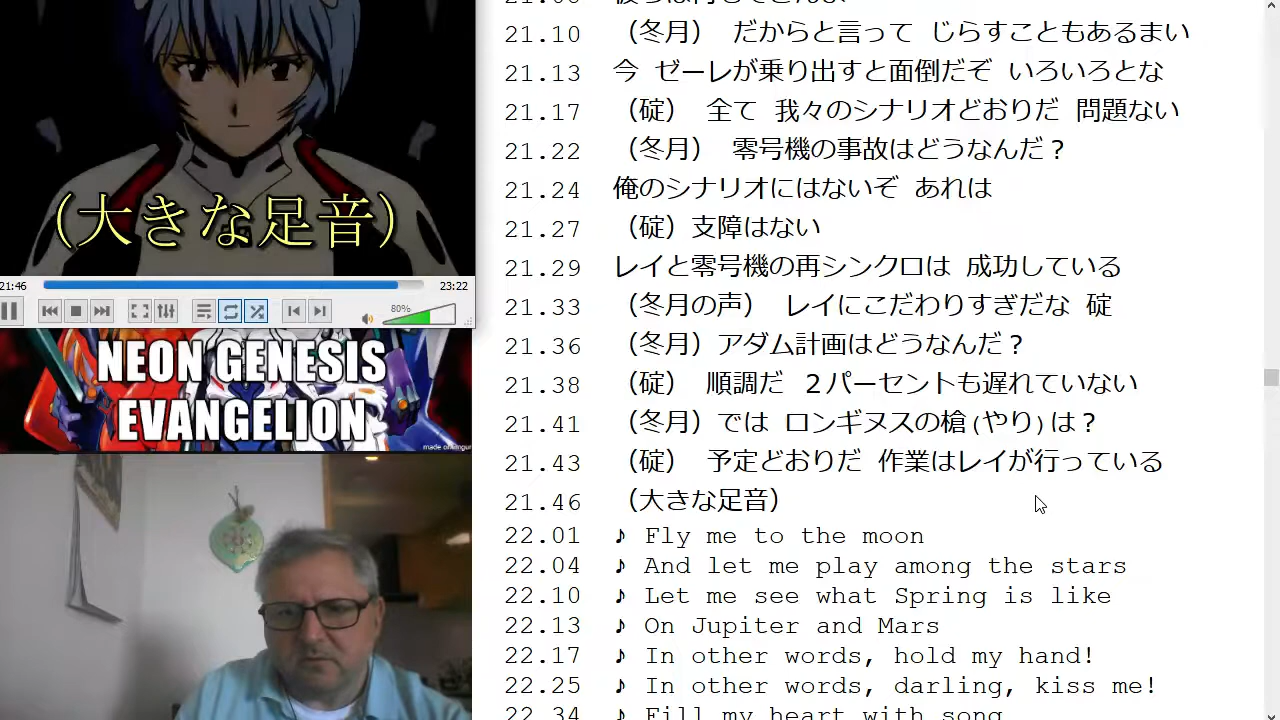 （大きな足音）
21:46
23:22
80%
NEON GENESIS
EVANGELION
21.10 （冬月） だからと言って じらすこともあるまい
21.13 今 ゼーレが乗り出すと面倒だぞ いろいろとな
21.17 （碇） 全て 我々のシナリオどおりだ 問題ない
21.22 （冬月） 零号機の事故はどうなんだ？
21.24 俺のシナリオにはないぞ あれは
21.27 （碇）支障はない
21.29 レイと零号機の再シンクロは 成功している
21.33 （冬月の声） レイにこだわりすぎだな 碇
21.36 （冬月）アダム計画はどうなんだ？
21.38 （碇） 順調だ ２パーセントも遅れていない
21.41 （冬月）では ロンギヌスの槍(やり)は？
21.43 （碇） 予定どおりだ 作業はレイが行っている
21.46 （大きな足音）
22.01 ♪ Fly me to the moon
22.04 ♪ And let me play among the stars
22.10 ♪ Let me see what Spring is like
22.13 ♪ On Jupiter and Mars
22.17 ♪ In other words, hold my hand!
22.25 ♪ In other words, darling, kiss me!
22.34 ♪ Fill my heart with song